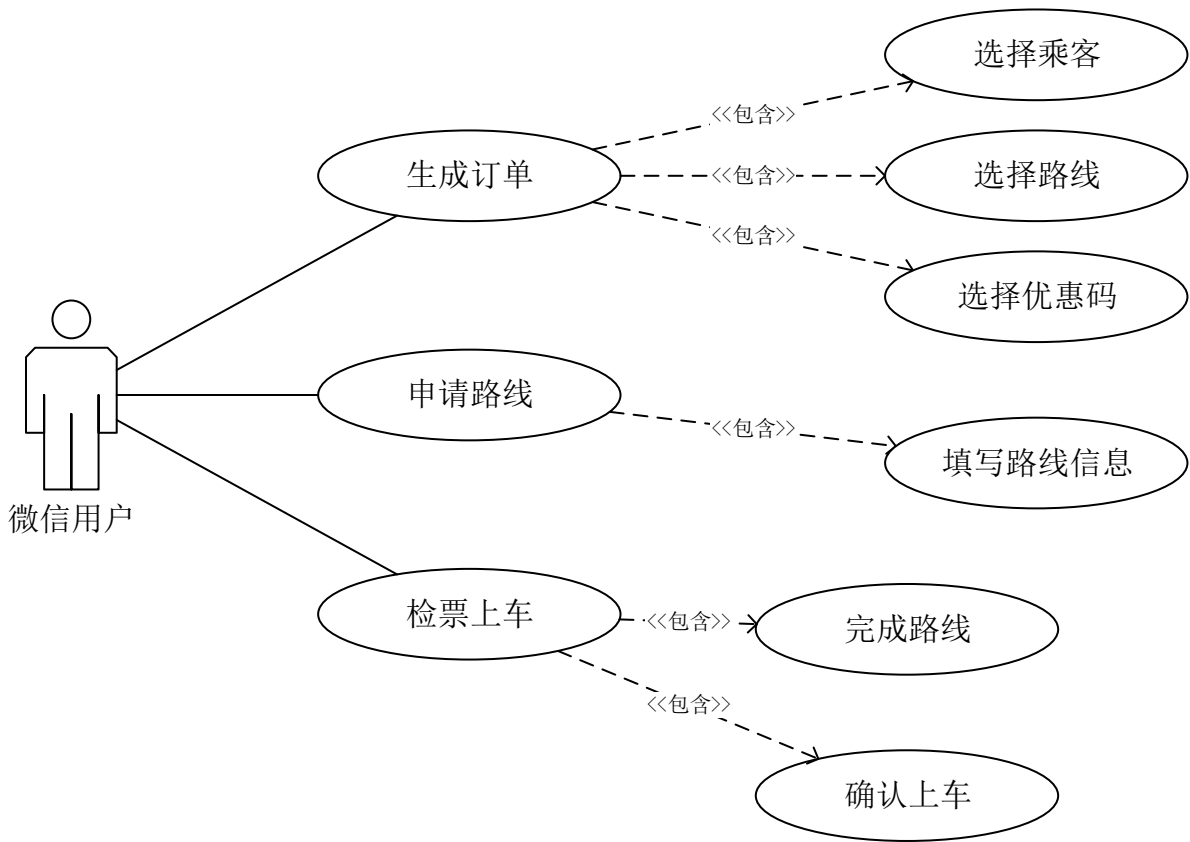 选择乘客
<<包含>>
生成订单
<<包含>>
选择路线
<<包含>>
选择优惠码
申请路线
<<包含>>
填写路线信息
微信用户
检票上车
<<包含>>
完成路线
<<包含>>
确认上车